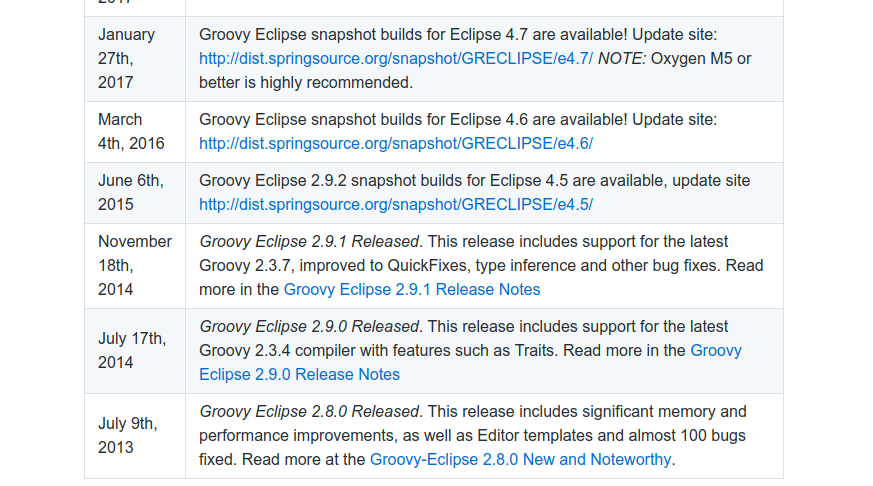 2017
January
27th,
2017
Groovy Eclipse snapshot builds for Eclipse 4.7 are available! Update site:
http://dist.springsource.org/snapshot/GRECLIPSE/e4.7/ NOTE: Oxygen M5 or
better is highly recommended.
March
4th, 2016
Groovy Eclipse snapshot builds for Eclipse 4.6 are available! Update site:
http://dist.springsource.org/snapshot/GRECLIPSE/e4.6/
June 6th,
2015
Groovy Eclipse 2.9.2 snapshot builds for Eclipse 4.5 are available, update site
http://dist.springsource.org/snapshot/GRECLIPSE/e4.5/
November
18th,
2014
Groovy Eclipse 2.9.1 Released. This release includes support for the latest
Groovy 2.3.7, improved to QuickFixes, type inference and other bug fixes. Read
more in the Groovy Eclipse 2.9.1 Release Notes
July 17th,
2014
Groovy Eclipse 2.9.0 Released. This release includes support for the latest
Groovy 2.3.4 compiler with features such as Traits. Read more in the Groovy
Eclipse 2.9.0 Release Notes
July 9th,
2013
Groovy Eclipse 2.8.0 Released. This release includes significant memory and
performance improvements, as well as Editor templates and almost 100 bugs
fixed. Read more at the Groovy-Eclipse 2.8.0 New and Noteworthy.